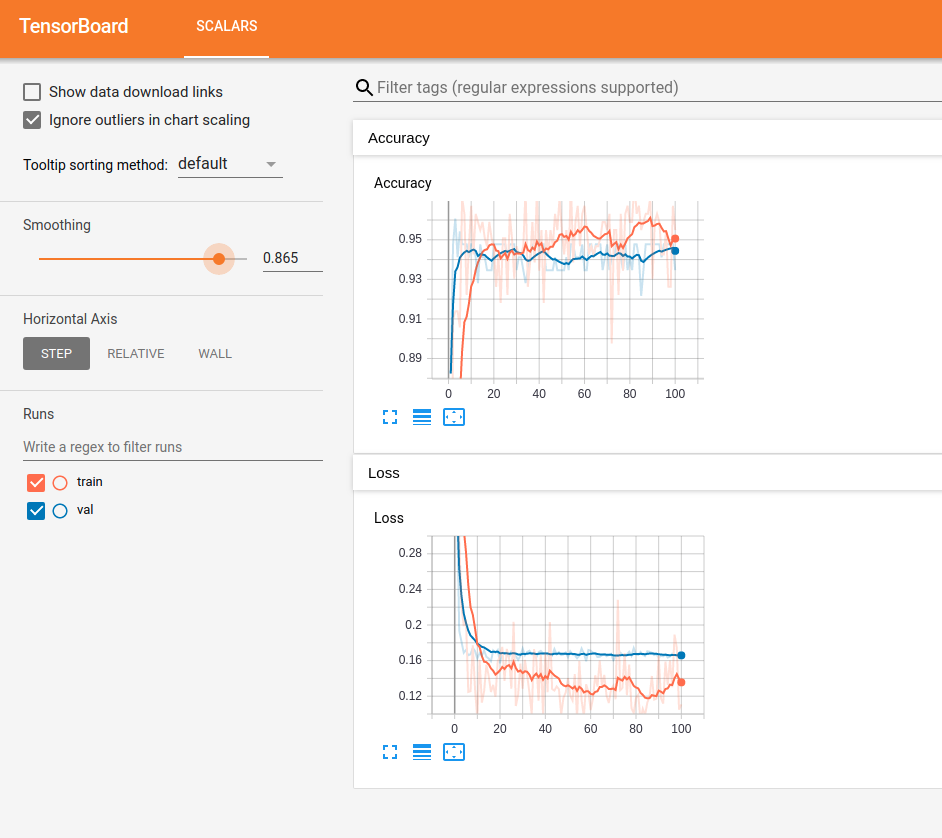 TensorBoard
SCALARS
Show data download links
Ignore outliers in chart scaling
Tooltip sorting method: default
Smoothing
0.865
Horizontal Axis
STEP RELATIVE WALL
Runs
Write a regex to filter runs
train
val
Filter tags (regular expressions supported)
Accuracy
Accuracy
0.95
0.93
0.91
0.89
0 20 40 60 80 100
Loss
Loss
0.28
0.24
0.2
0.16
0.12
0 20 40 60 80 100